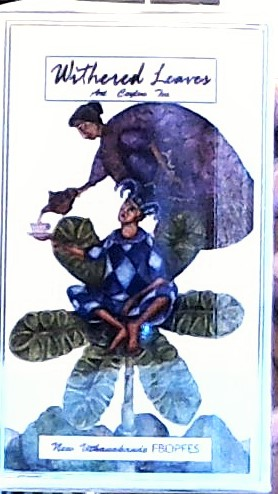 Withered Leaves
Art Ceylon Tea
New Vithanakande FBOPFES